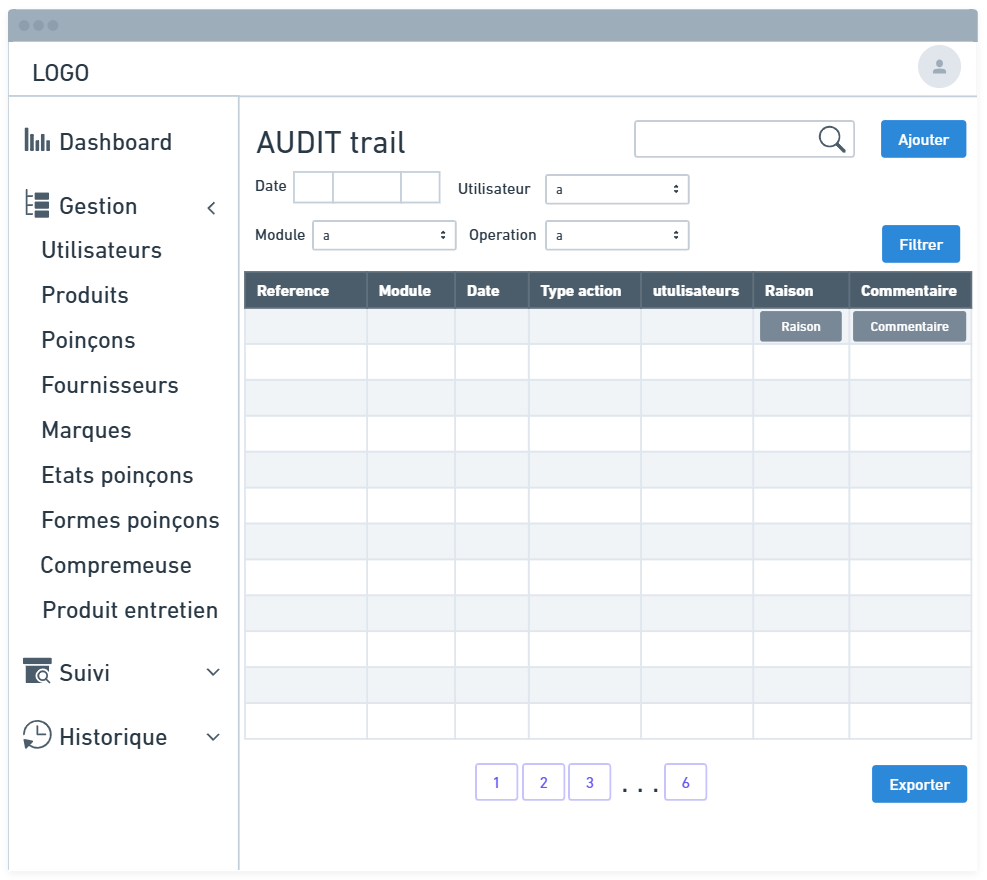 LOGO
Dashboard
Gestion
Utilisateurs
Produits
Poinçons
Fournisseurs
Marques
Etats poinçons
Formes poinçons
Compremeuse
Produit entretien
Suivi
Historique
AUDIT trail
Ajouter
Date
Utilisateur a
Module a
Operation a
Filtrer
Reference Module Date Type action utulisateurs Raison Commentaire
Raison Commentaire
1 2 3 . . . 6
Exporter